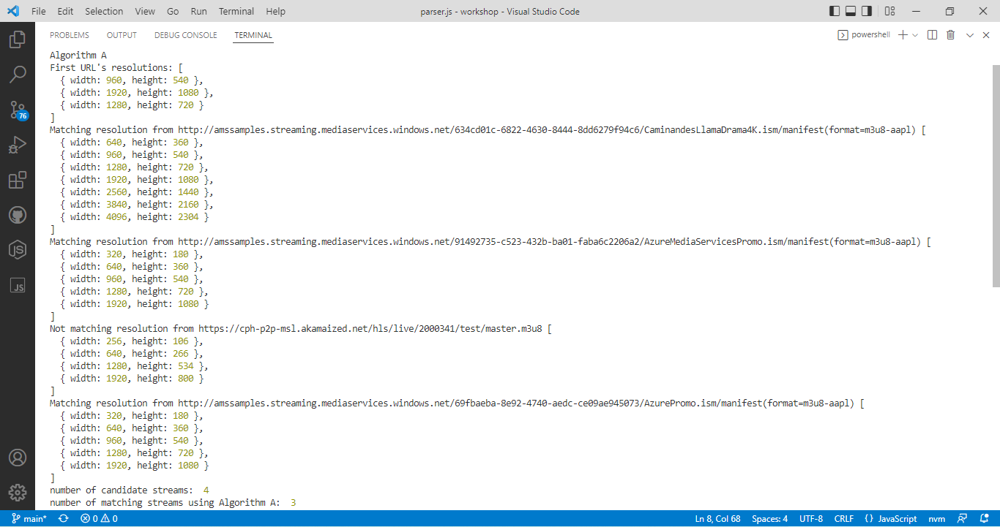 File Edit Selection View Go Run Terminal Help parser.js - workshop - Visual Studio Code
PROBLEMS OUTPUT DEBUG CONSOLE TERMINAL powershell
Algorithm A
First URL's resolutions: [
  { width: 960, height: 540 },
  { width: 1920, height: 1080 },
  { width: 1280, height: 720 }
]
Matching resolution from http://amssamples.streaming.mediaservices.windows.net/634cd01c-6822-4630-8444-8dd6279f94c6/CaminandesLlamaDrama4K.ism/manifest(format=m3u8-aapl) [
  { width: 640, height: 360 },
  { width: 960, height: 540 },
  { width: 1280, height: 720 },
  { width: 1920, height: 1080 },
  { width: 2560, height: 1440 },
  { width: 3840, height: 2160 },
  { width: 4096, height: 2304 }
]
Matching resolution from http://amssamples.streaming.mediaservices.windows.net/91492735-c523-432b-ba01-faba6c2206a2/AzureMediaServicesPromo.ism/manifest(format=m3u8-aapl) [
  { width: 320, height: 180 },
  { width: 640, height: 360 },
  { width: 960, height: 540 },
  { width: 1280, height: 720 },
  { width: 1920, height: 1080 }
]
Not matching resolution from https://cph-p2p-msl.akamaized.net/hls/live/2000341/test/master.m3u8 [
  { width: 256, height: 106 },
  { width: 640, height: 266 },
  { width: 1280, height: 534 },
  { width: 1920, height: 800 }
]
Matching resolution from http://amssamples.streaming.mediaservices.windows.net/69fbaeba-8e92-4740-aedc-ce09ae945073/AzurePromo.ism/manifest(format=m3u8-aapl) [
  { width: 320, height: 180 },
  { width: 640, height: 360 },
  { width: 960, height: 540 },
  { width: 1280, height: 720 },
  { width: 1920, height: 1080 }
]
number of candidate streams:  4
number of matching streams using Algorithm A:  3
76
JS
JS
main* 0 0 Ln 8, Col 68 Spaces: 4 UTF-8 CRLF {} JavaScript nvm